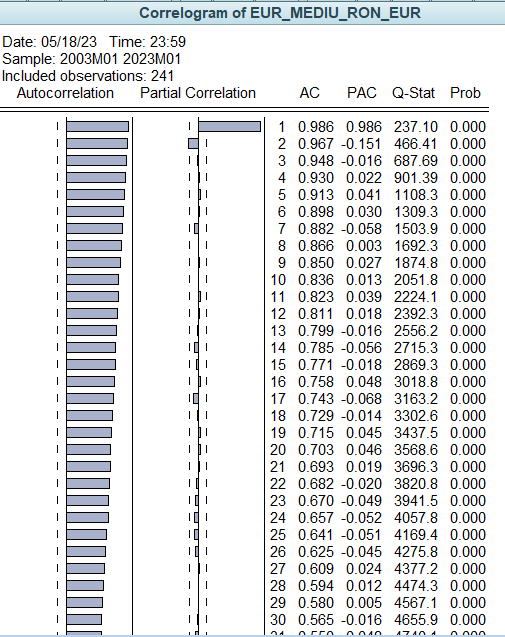 Correlogram of EUR_MEDIU_RON_EUR
Date: 05/18/23 Time: 23:59
Sample: 2003M01 2023M01
Included observations: 241
Autocorrelation Partial Correlation AC PAC Q-Stat Prob
1 0.986 0.986 237.10 0.000
2 0.967 -0.151 466.41 0.000
3 0.948 -0.016 687.69 0.000
4 0.930 0.022 901.39 0.000
5 0.913 0.041 1108.3 0.000
6 0.898 0.030 1309.3 0.000
7 0.882 -0.058 1503.9 0.000
8 0.866 0.003 1692.3 0.000
9 0.850 0.027 1874.8 0.000
10 0.836 0.013 2051.8 0.000
11 0.823 0.039 2224.1 0.000
12 0.811 0.018 2392.3 0.000
13 0.799 -0.016 2556.2 0.000
14 0.785 -0.056 2715.3 0.000
15 0.771 -0.018 2869.3 0.000
16 0.758 0.048 3018.8 0.000
17 0.743 -0.068 3163.2 0.000
18 0.729 -0.014 3302.6 0.000
19 0.715 0.045 3437.5 0.000
20 0.703 0.046 3568.6 0.000
21 0.693 0.019 3696.3 0.000
22 0.682 -0.020 3820.8 0.000
23 0.670 -0.049 3941.5 0.000
24 0.657 -0.052 4057.8 0.000
25 0.641 -0.051 4169.4 0.000
26 0.625 -0.045 4275.8 0.000
27 0.609 0.024 4377.2 0.000
28 0.594 0.012 4474.3 0.000
29 0.580 0.005 4567.1 0.000
30 0.565 -0.016 4655.9 0.000